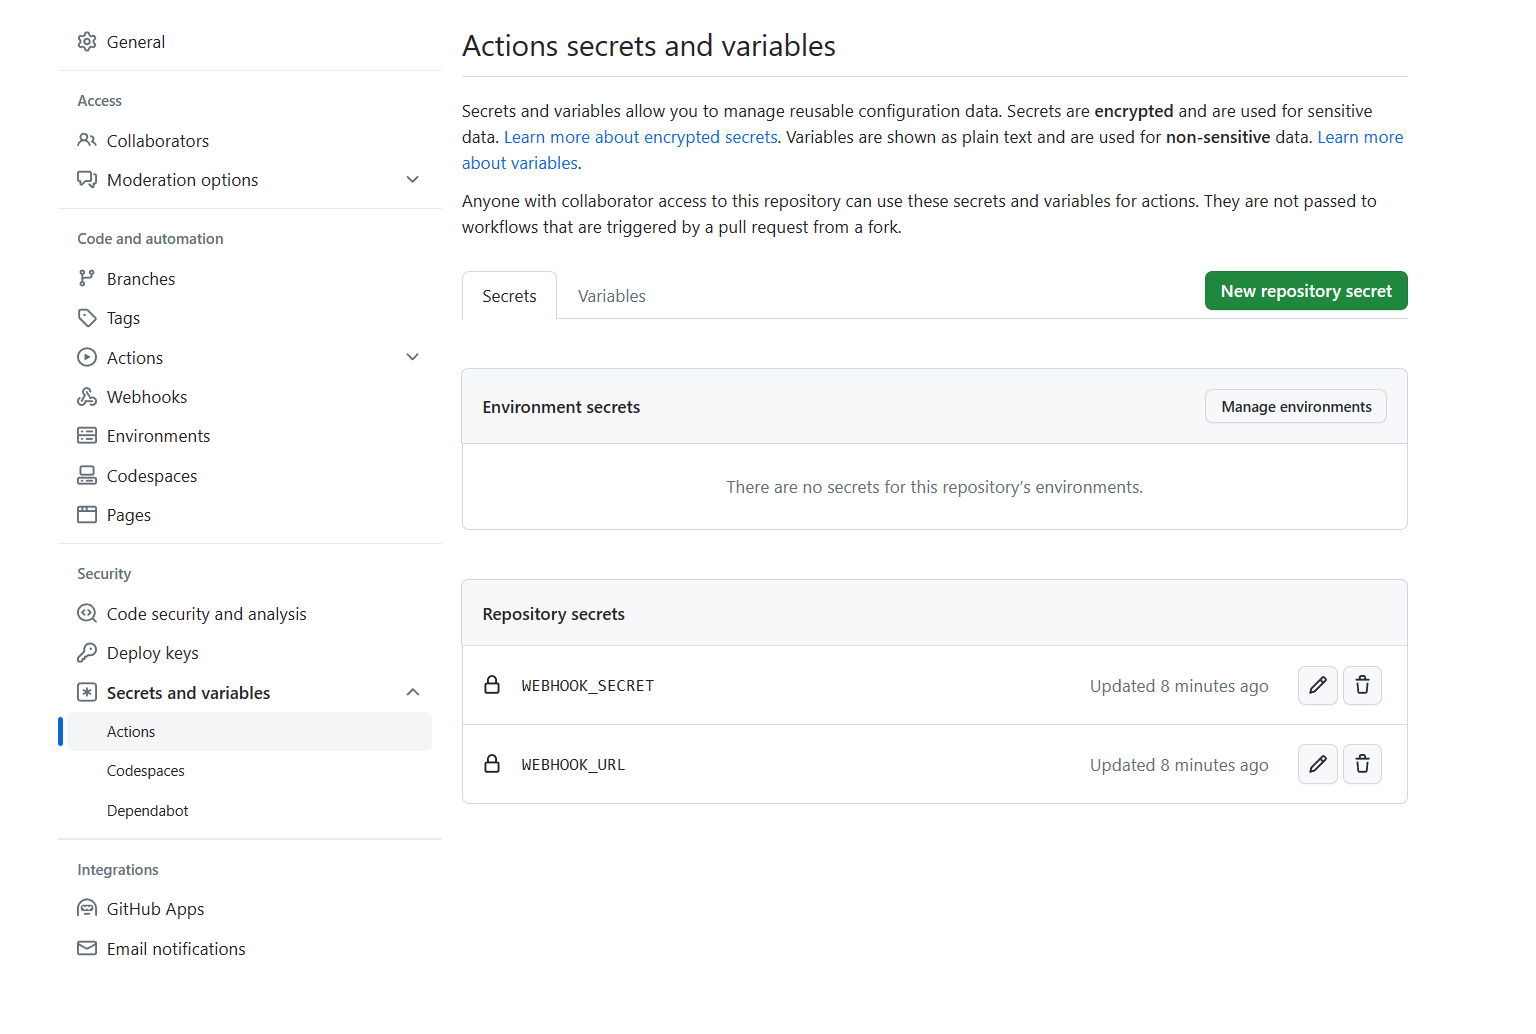 General
Access
Collaborators
Moderation options
Code and automation
Branches
Tags
Actions
Webhooks
Environments
Codespaces
Pages
Security
Code security and analysis
Deploy keys
Secrets and variables
Actions
Codespaces
Dependabot
Integrations
GitHub Apps
Email notifications
Actions secrets and variables
Secrets and variables allow you to manage reusable configuration data. Secrets are encrypted and are used for sensitive
data. Learn more about encrypted secrets. Variables are shown as plain text and are used for non-sensitive data. Learn more
about variables.
Anyone with collaborator access to this repository can use these secrets and variables for actions. They are not passed to
workflows that are triggered by a pull request from a fork.
Secrets Variables New repository secret
Environment secrets Manage environments
There are no secrets for this repository's environments.
Repository secrets
WEBHOOK_SECRET Updated 8 minutes ago
WEBHOOK_URL Updated 8 minutes ago